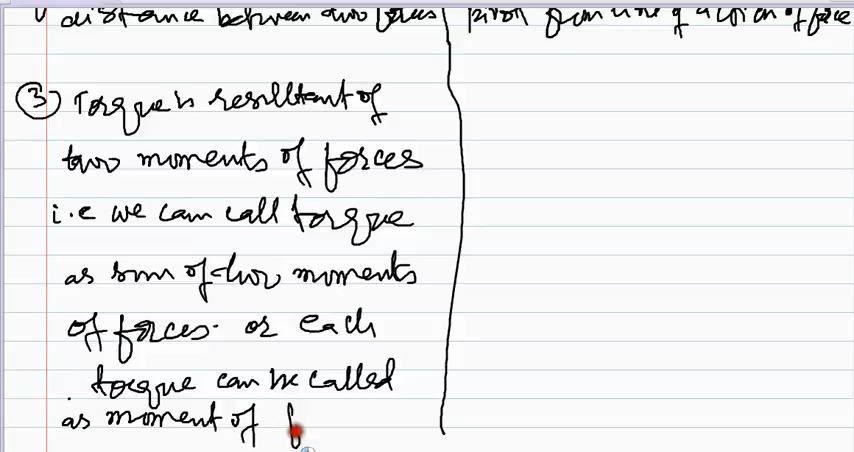 distance between two forces pivot from line of action of force
③ Torque is resultant of
two moments of forces
i.e we can call torque
as sum of two moments
of forces. or each
torque can be called
as moment of f